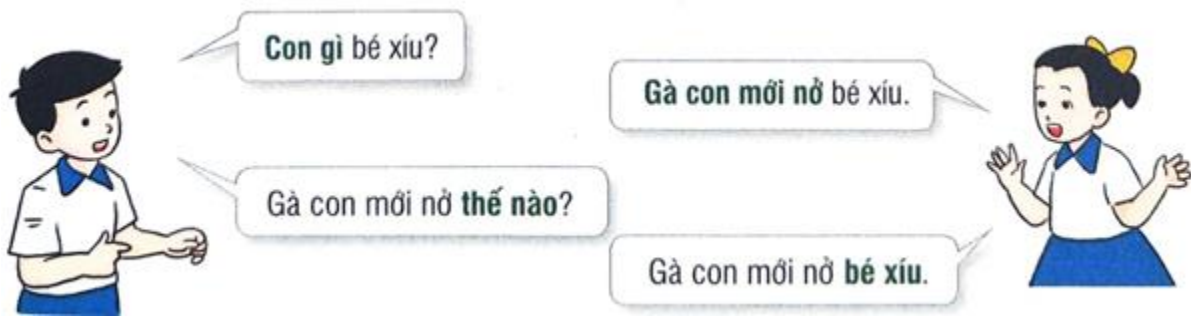 Con gì bé xíu?
Gà con mới nở bé xíu.
Gà con mới nở thế nào?
Gà con mới nở bé xíu.